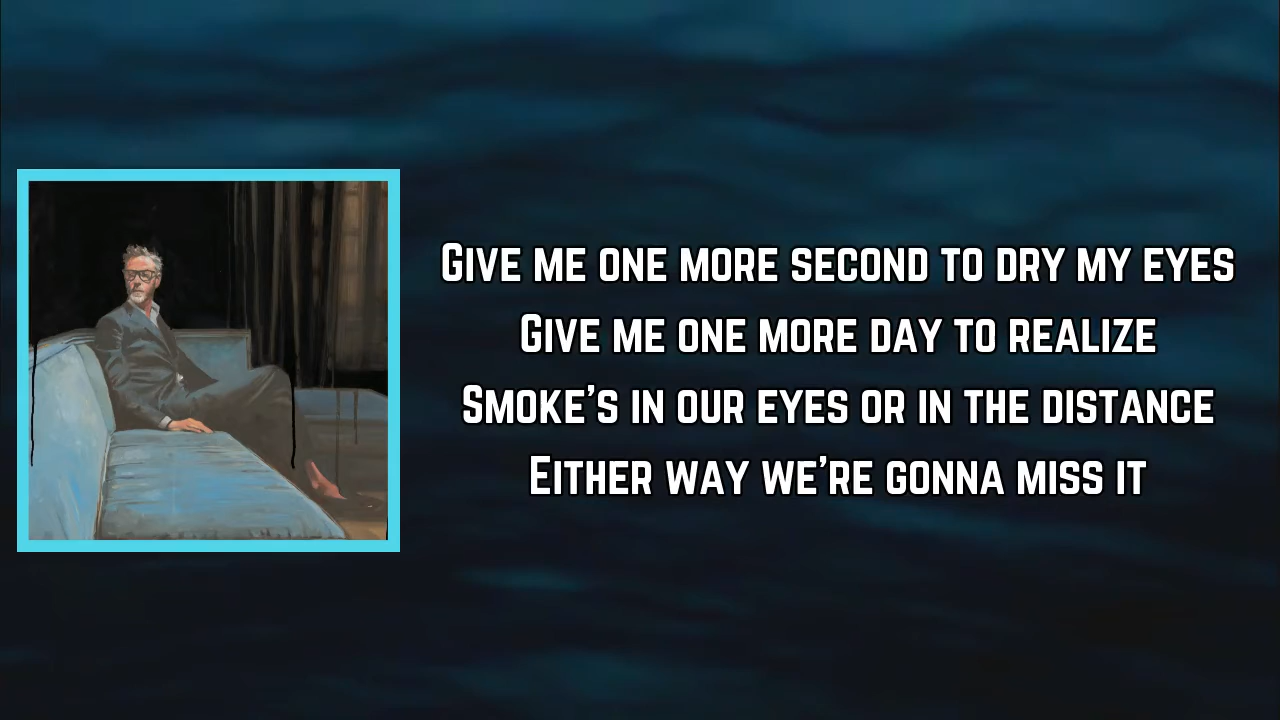 Give me one more second to dry my eyes
Give me one more day to realize
Smoke's in our eyes or in the distance
Either way we're gonna miss it